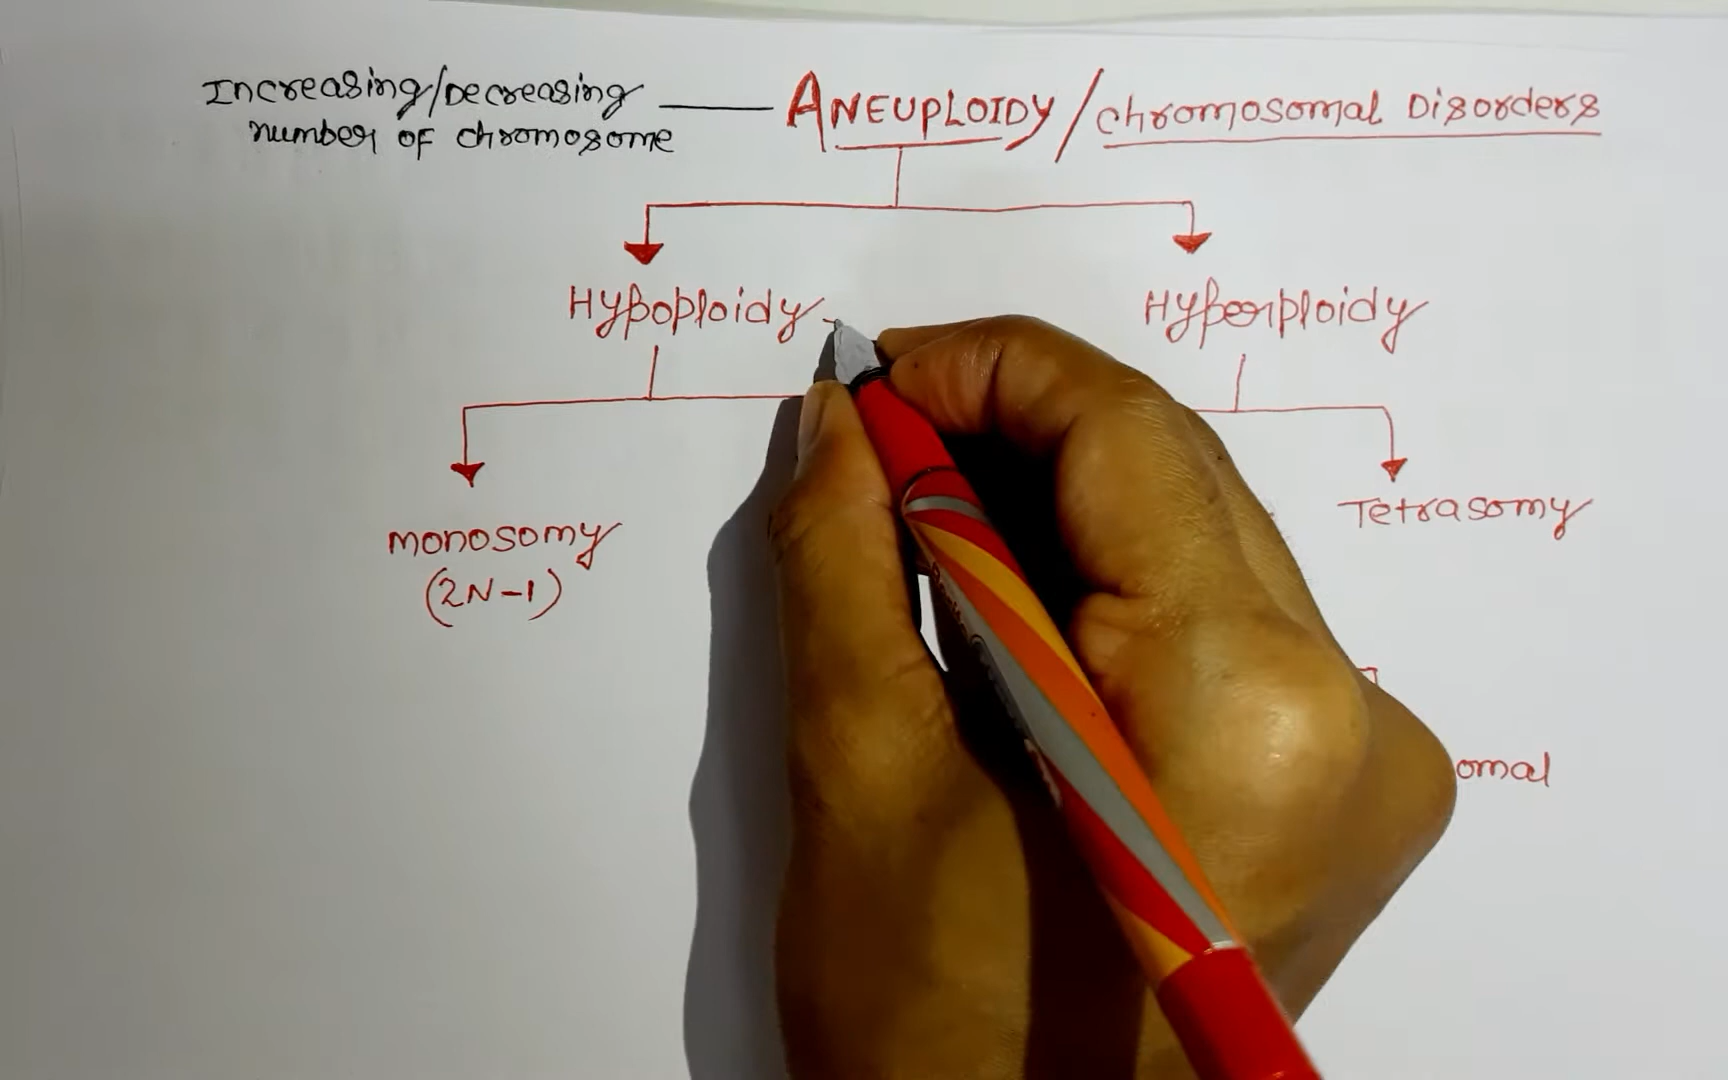 Increasing/Decreasing
number of chromosome
ANEUPLOIDY / chromosomal Disorders
Hypoploidy -
Hyperploidy
Tetrasomy
monosomy
(2N-1)
omal